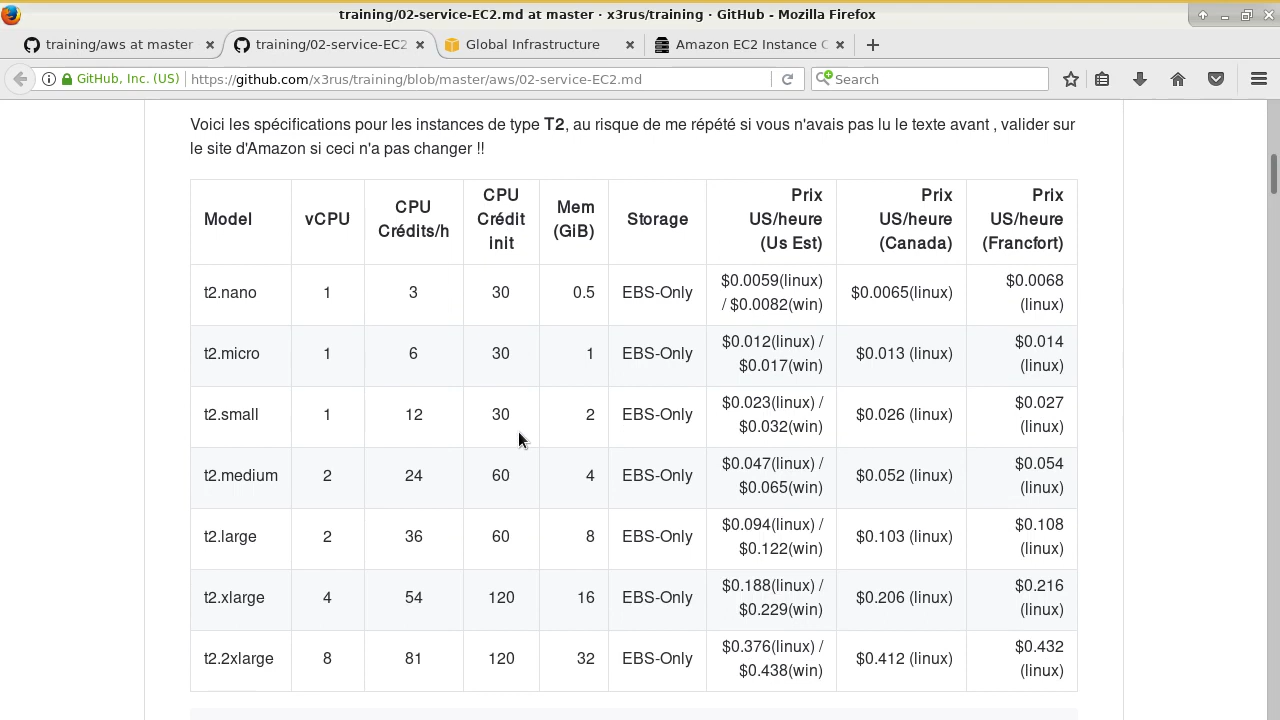 training/02-service-EC2.md at master · x3rus/training · GitHub - Mozilla Firefox
training/aws at master
training/02-service-EC2
Global Infrastructure
Amazon EC2 Instance C
GitHub, Inc. (US)
https://github.com/x3rus/training/blob/master/aws/02-service-EC2.md
Search
Voici les spécifications pour les instances de type T2, au risque de me répété si vous n'avais pas lu le texte avant , valider sur
le site d'Amazon si ceci n'a pas changer !!
Model vCPU CPU Crédits/h CPU Crédit init Mem (GiB) Storage Prix US/heure (Us Est) Prix US/heure (Canada) Prix US/heure (Francfort)
t2.nano 1 3 30 0.5 EBS-Only $0.0059(linux) / $0.0082(win) $0.0065(linux) $0.0068 (linux)
t2.micro 1 6 30 1 EBS-Only $0.012(linux) / $0.017(win) $0.013 (linux) $0.014 (linux)
t2.small 1 12 30 2 EBS-Only $0.023(linux) / $0.032(win) $0.026 (linux) $0.027 (linux)
t2.medium 2 24 60 4 EBS-Only $0.047(linux) / $0.065(win) $0.052 (linux) $0.054 (linux)
t2.large 2 36 60 8 EBS-Only $0.094(linux) / $0.122(win) $0.103 (linux) $0.108 (linux)
t2.xlarge 4 54 120 16 EBS-Only $0.188(linux) / $0.229(win) $0.206 (linux) $0.216 (linux)
t2.2xlarge 8 81 120 32 EBS-Only $0.376(linux) / $0.438(win) $0.412 (linux) $0.432 (linux)